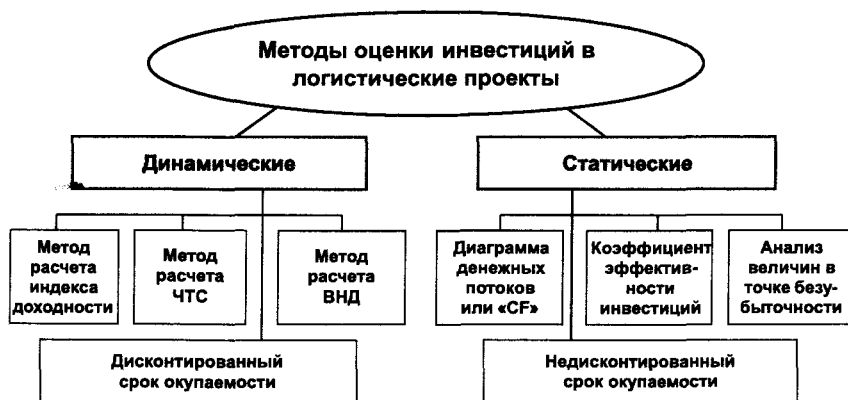 Методы оценки инвестиций в
логистические проекты
Динамические
Статические
Метод
расчета
индекса
доходности
Метод
расчета
ЧТС
Метод
расчета
ВНД
Диаграмма
денежных
потоков
или «CF»
Коэффициент
эффектив-
ности
инвестиций
Анализ
величин в
точке безу-
быточности
Дисконтированный
срок окупаемости
Недисконтированный
срок окупаемости